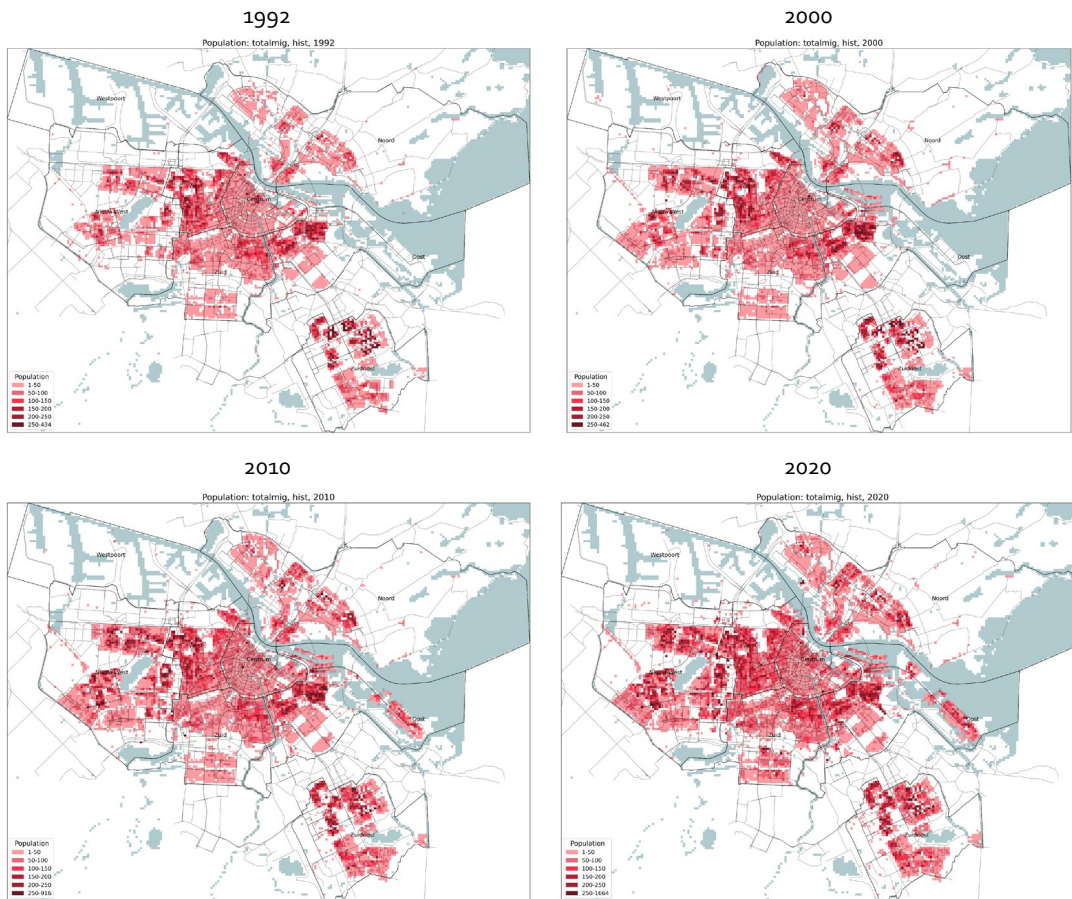 1992
Population: totalmig, hist, 1992
Westpoort
Noord
Centrum
Nieuw-West
Oost
Zuid
Zuidoost
Population
1-50
50-100
100-150
150-200
200-250
250-434
2000
Population: totalmig, hist, 2000
Westpoort
Noord
Centrum
Nieuw-West
Oost
Zuid
Zuidoost
Population
1-50
50-100
100-150
150-200
200-250
250-462
2010
Population: totalmig, hist, 2010
Westpoort
Noord
Centrum
Nieuw-West
Oost
Zuid
Zuidoost
Population
1-50
50-100
100-150
150-200
200-250
250-916
2020
Population: totalmig, hist, 2020
Westpoort
Noord
Centrum
Nieuw-West
Oost
Zuid
Zuidoost
Population
1-50
50-100
100-150
150-200
200-250
250-1664